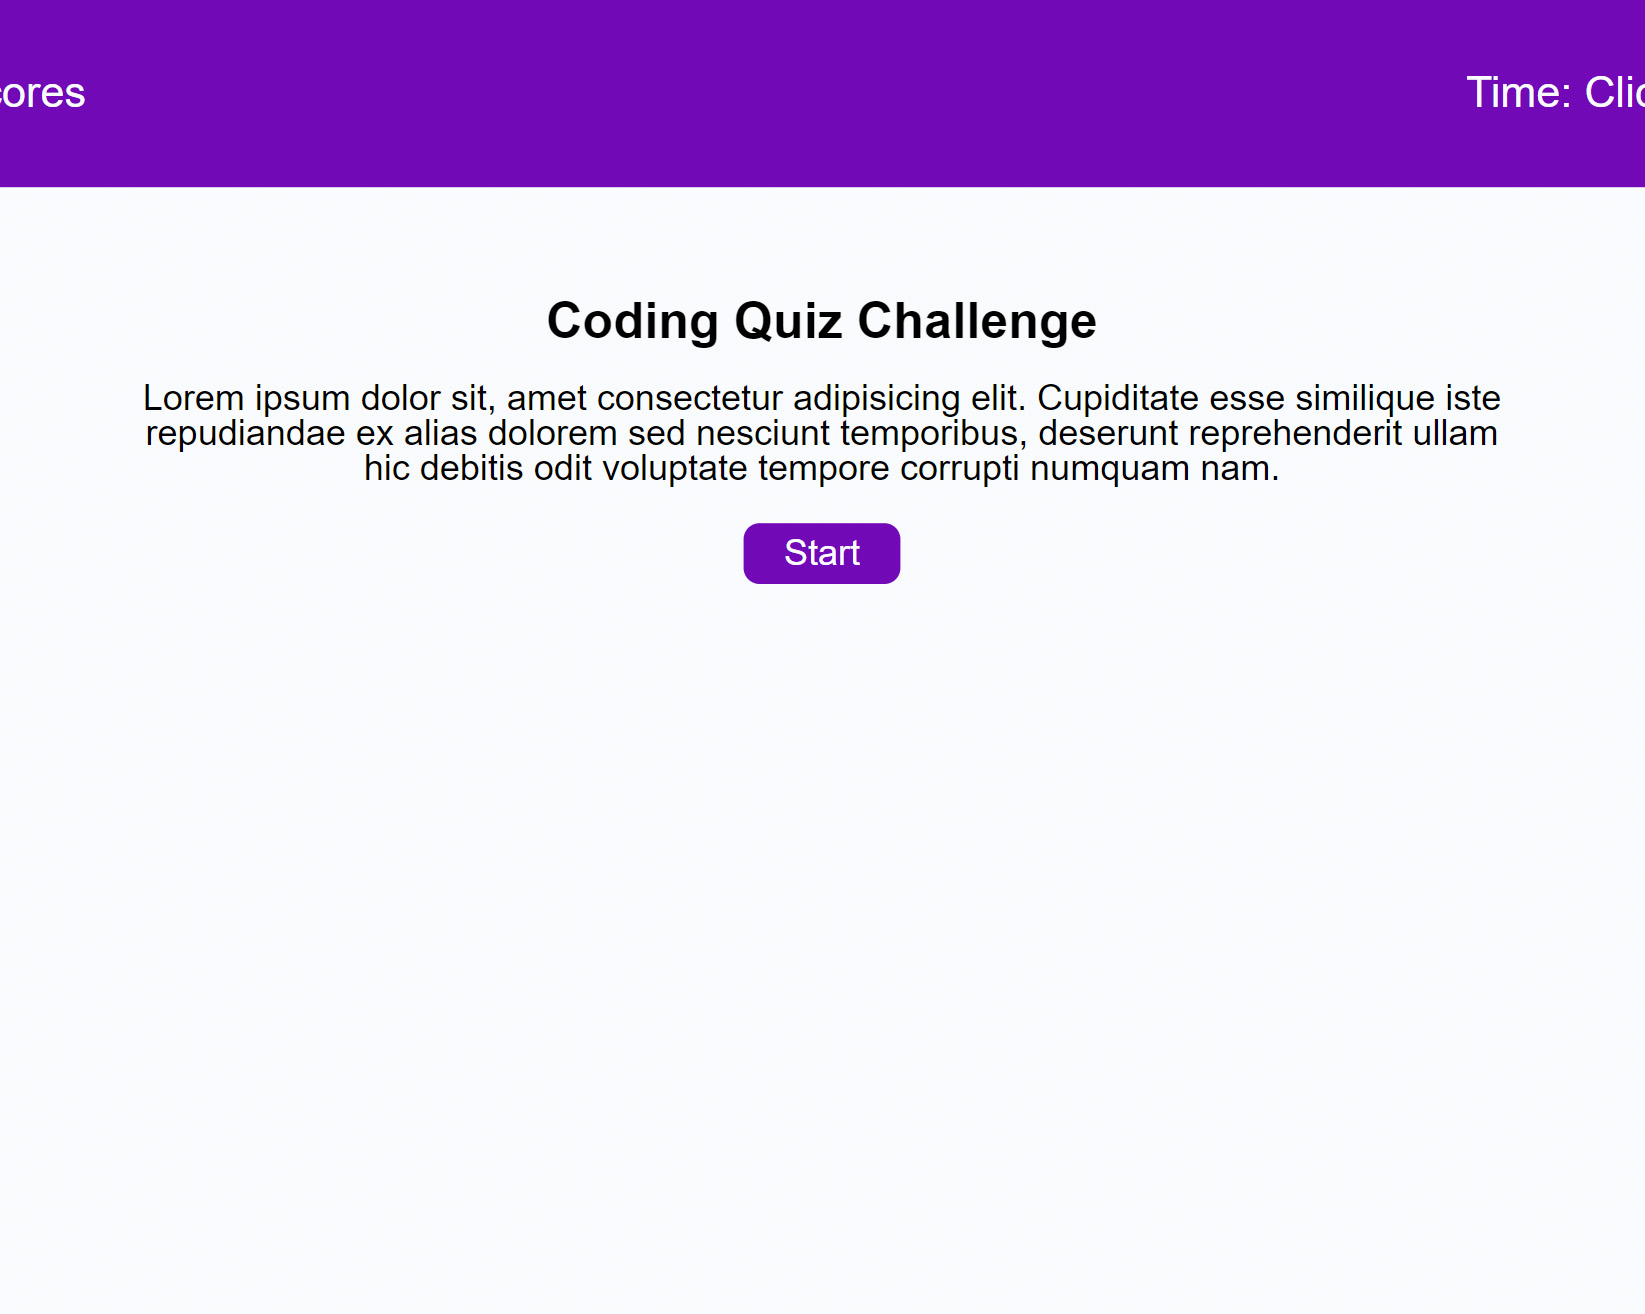 cores
Time: Clic
Coding Quiz Challenge
Lorem ipsum dolor sit, amet consectetur adipisicing elit. Cupiditate esse similique iste
repudiandae ex alias dolorem sed nesciunt temporibus, deserunt reprehenderit ullam
hic debitis odit voluptate tempore corrupti numquam nam.
Start